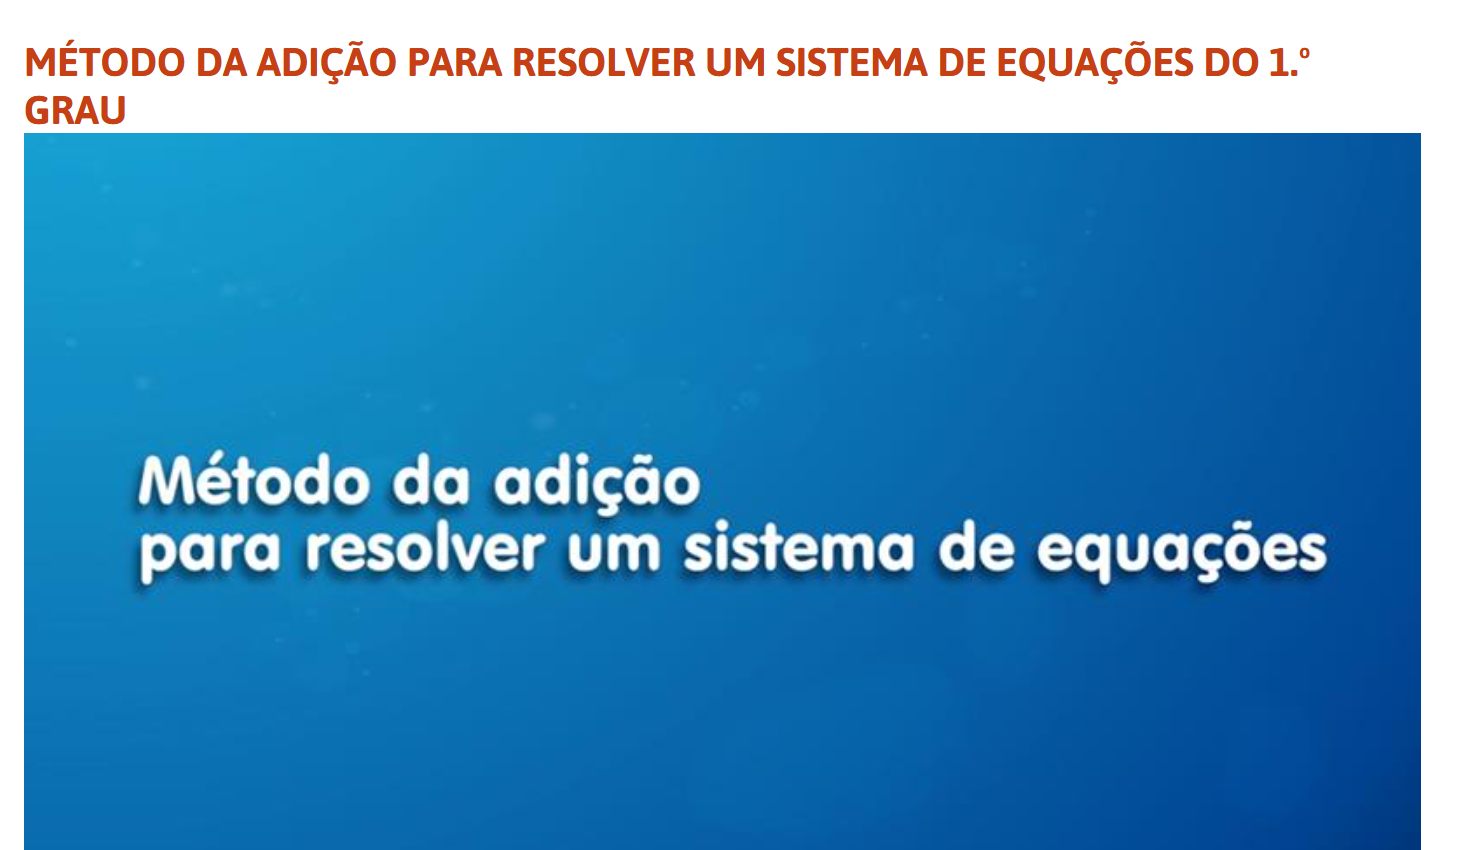 MÉTODO DA ADIÇÃO PARA RESOLVER UM SISTEMA DE EQUAÇÕES DO 1.º
GRAU
Método da adição
para resolver um sistema de equações